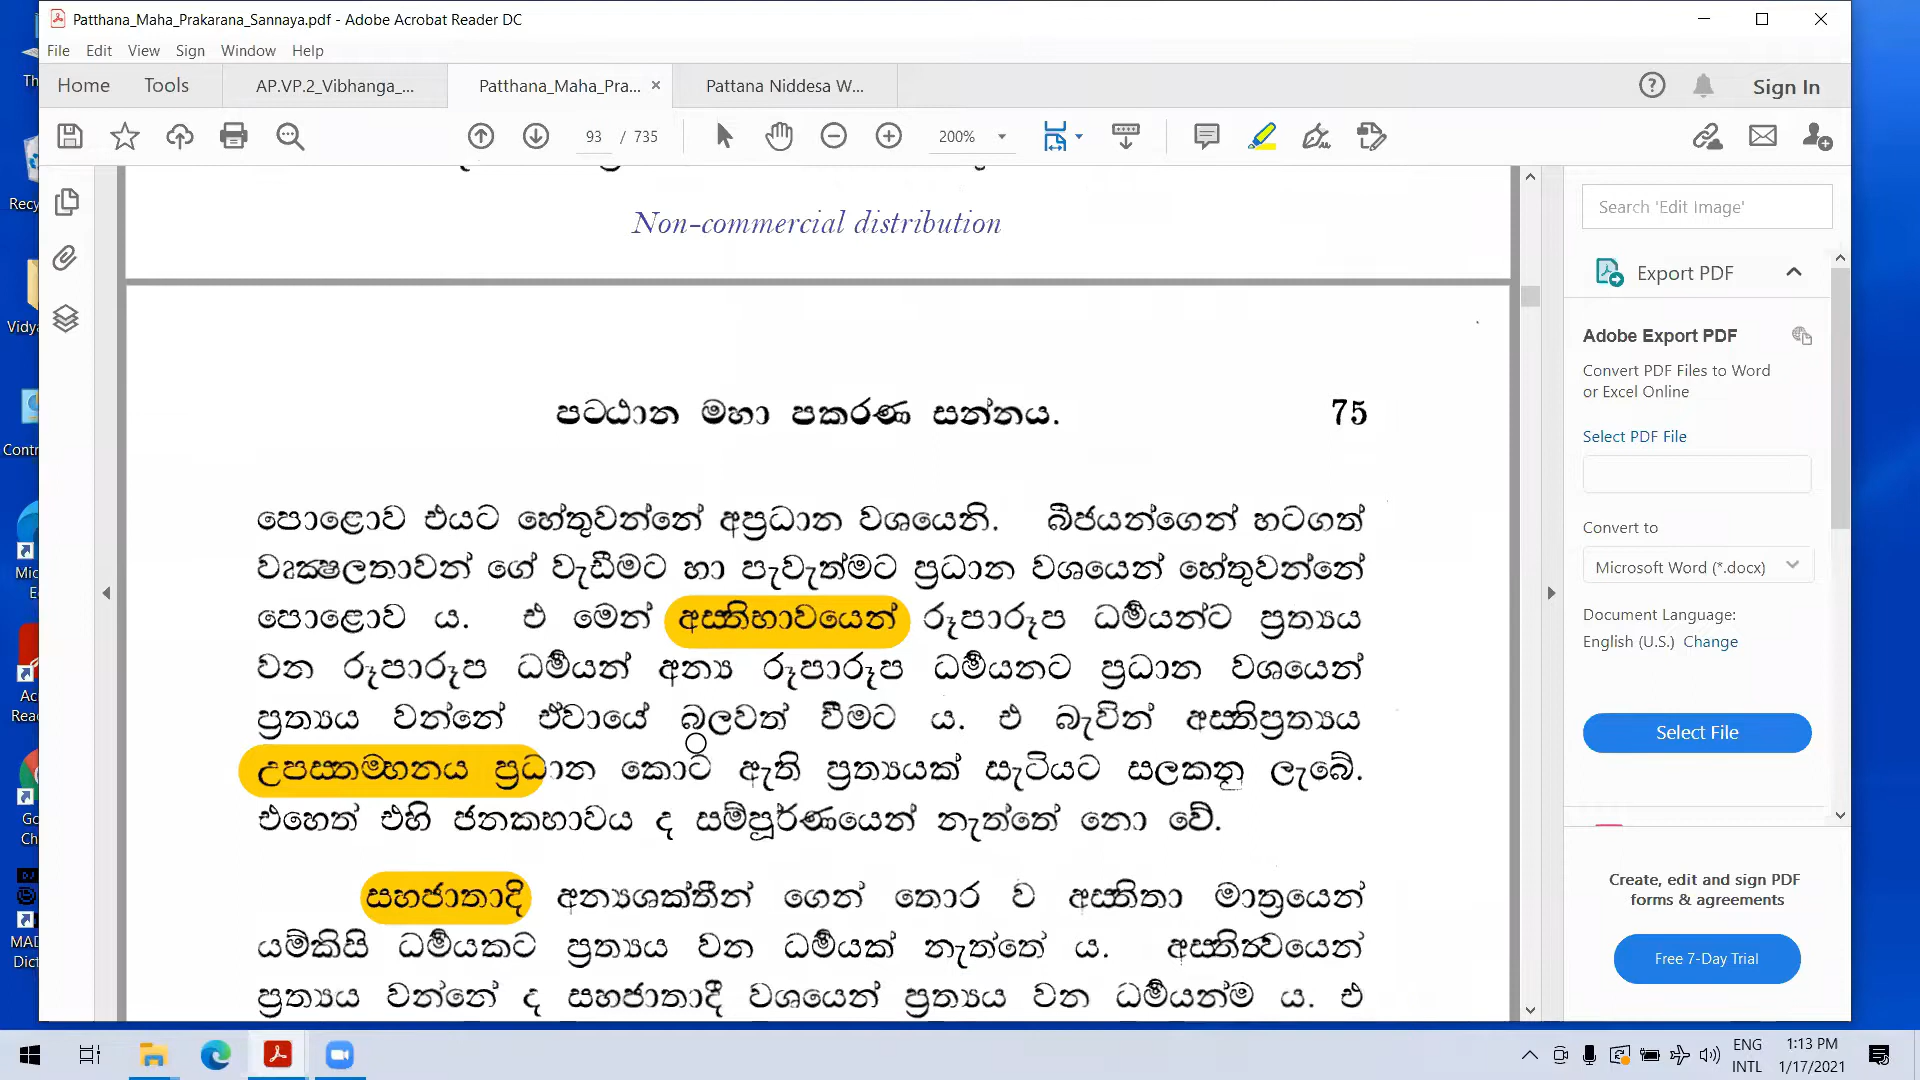 Patthana_Maha_Prakarana_Sannaya.pdf - Adobe Acrobat Reader DC
File Edit View Sign Window Help
Home Tools AP.VP.2_Vibhanga_... Patthana_Maha_Pra... Pattana Niddesa W... Sign In
93 / 735 200%
Non-commercial distribution
පට්ඨාන මහා පකරණ සන්නය. 75
පොළොව එයට හේතුවන්නේ අප්‍රධාන වශයෙනි. බීජයන්ගෙන් හටගත්
වෘක්‍ෂලතාවන් ගේ වැඩීමට හා පැවැත්මට ප්‍රධාන වශයෙන් හේතුවන්නේ
පොළොව ය. එ මෙන් අස්තිභාවයෙන් රූපාරූප ධර්‍මයන්ට ප්‍රත්‍යය
වන රූපාරූප ධර්‍මයන් අන්‍ය රූපාරූප ධර්‍මයනට ප්‍රධාන වශයෙන්
ප්‍රත්‍යය වන්නේ ඒවායේ බලවත් වීමට ය. එ බැවින් අස්තිප්‍රත්‍යය
උපස්තම්භනය ප්‍රධාන කොට ඇති ප්‍රත්‍යයක් සැටියට සලකනු ලැබේ.
එහෙත් එහි ජනකභාවය ද සම්පූර්ණයෙන් නැත්තේ නො වේ.
සහජාතාදි අන්‍යශක්තීන් ගෙන් තොර ව අස්තිතා මාත්‍රයෙන්
යම්කිසි ධර්‍මයකට ප්‍රත්‍යය වන ධර්‍මයක් නැත්තේ ය. අස්තිත්‍වයෙන්
ප්‍රත්‍යය වන්නේ ද සහජාතාදී වශයෙන් ප්‍රත්‍යය වන ධර්‍මයන්ම ය. එ
Search 'Edit Image'
Export PDF
Adobe Export PDF
Convert PDF Files to Word
or Excel Online
Select PDF File
Convert to
Microsoft Word (*.docx)
Document Language:
English (U.S.) Change
Select File
Create, edit and sign PDF
forms & agreements
Free 7-Day Trial
ENG
INTL
1:13 PM
1/17/2021